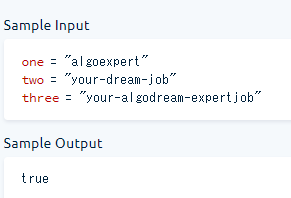 Sample Input
one = "algoexpert"
two = "your-dream-job"
three = "your-algodream-expertjob"
Sample Output
true